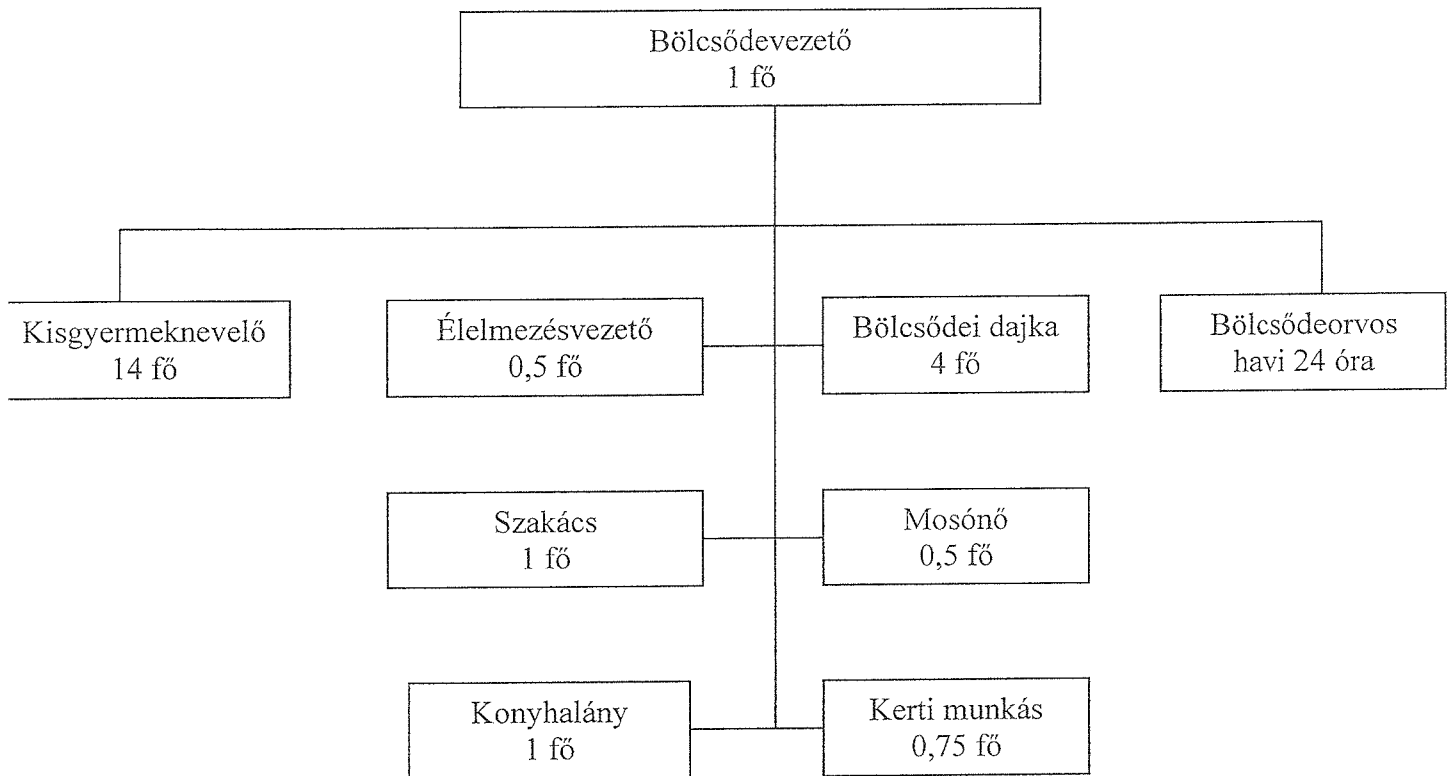 Bölcsődevezető
1 fő
Kisgyermeknevelő
14 fő
Élelmezésvezető
0,5 fő
Bölcsődei dajka
4 fő
Bölcsődeorvos
havi 24 óra
Szakács
1 fő
Mosónő
0,5 fő
Konyhalány
1 fő
Kerti munkás
0,75 fő